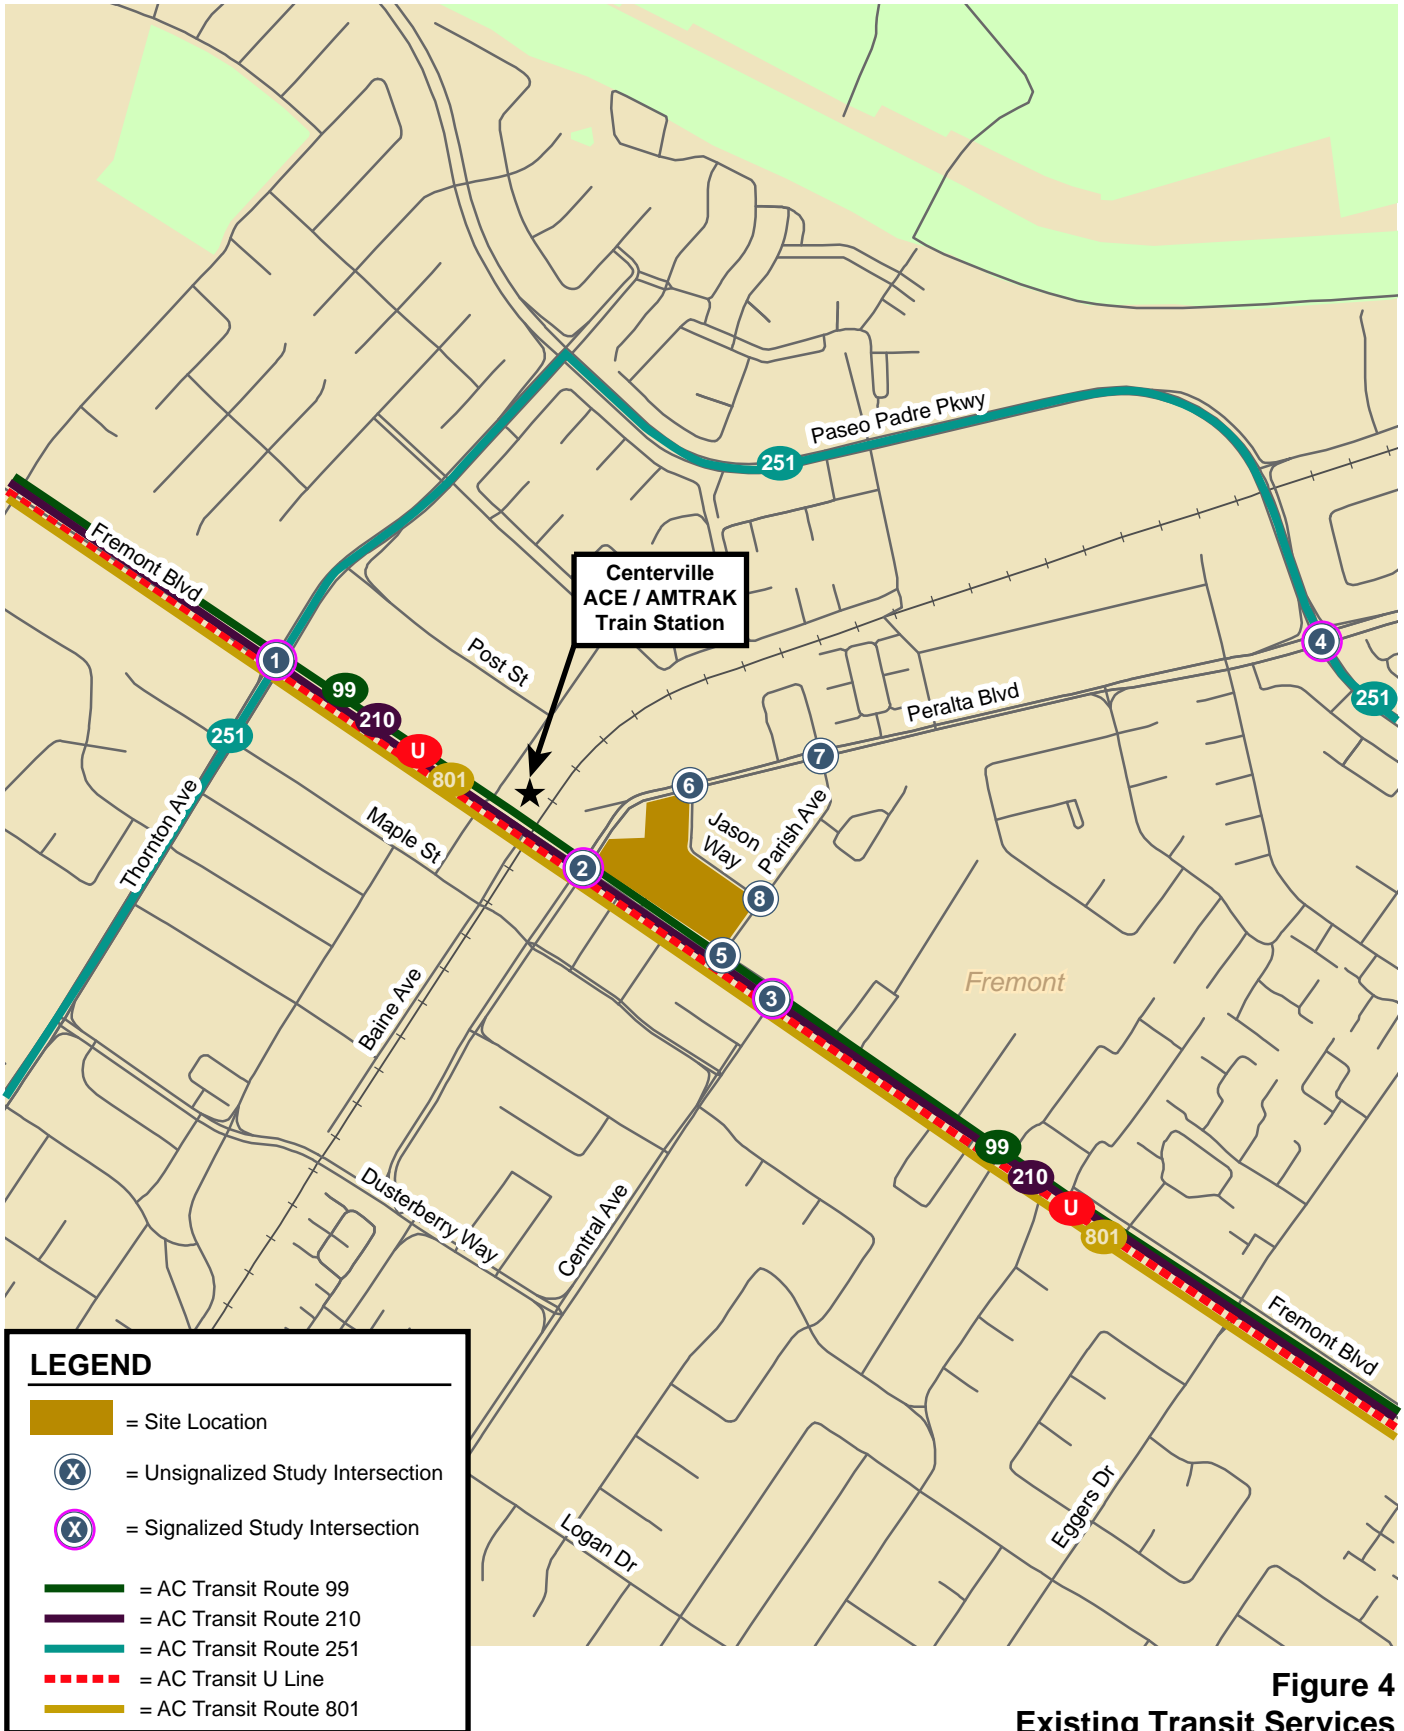 Paseo Padre Pkwy
251
Fremont Blvd
Centerville
ACE / AMTRAK
Train Station
1
4
Post St
99
Peralta Blvd
251
210
251
U
7
801
6
Thornton Ave
Maple St
Jason
Way
Parish Ave
2
8
5
Fremont
3
Baine Ave
99
210
Dusterberry Way
U
Central Ave
801
Fremont Blvd
Eggers Dr
Logan Dr
LEGEND
= Site Location
X = Unsignalized Study Intersection
X = Signalized Study Intersection
= AC Transit Route 99
= AC Transit Route 210
= AC Transit Route 251
= AC Transit U Line
= AC Transit Route 801
Figure 4
Existing Transit Services